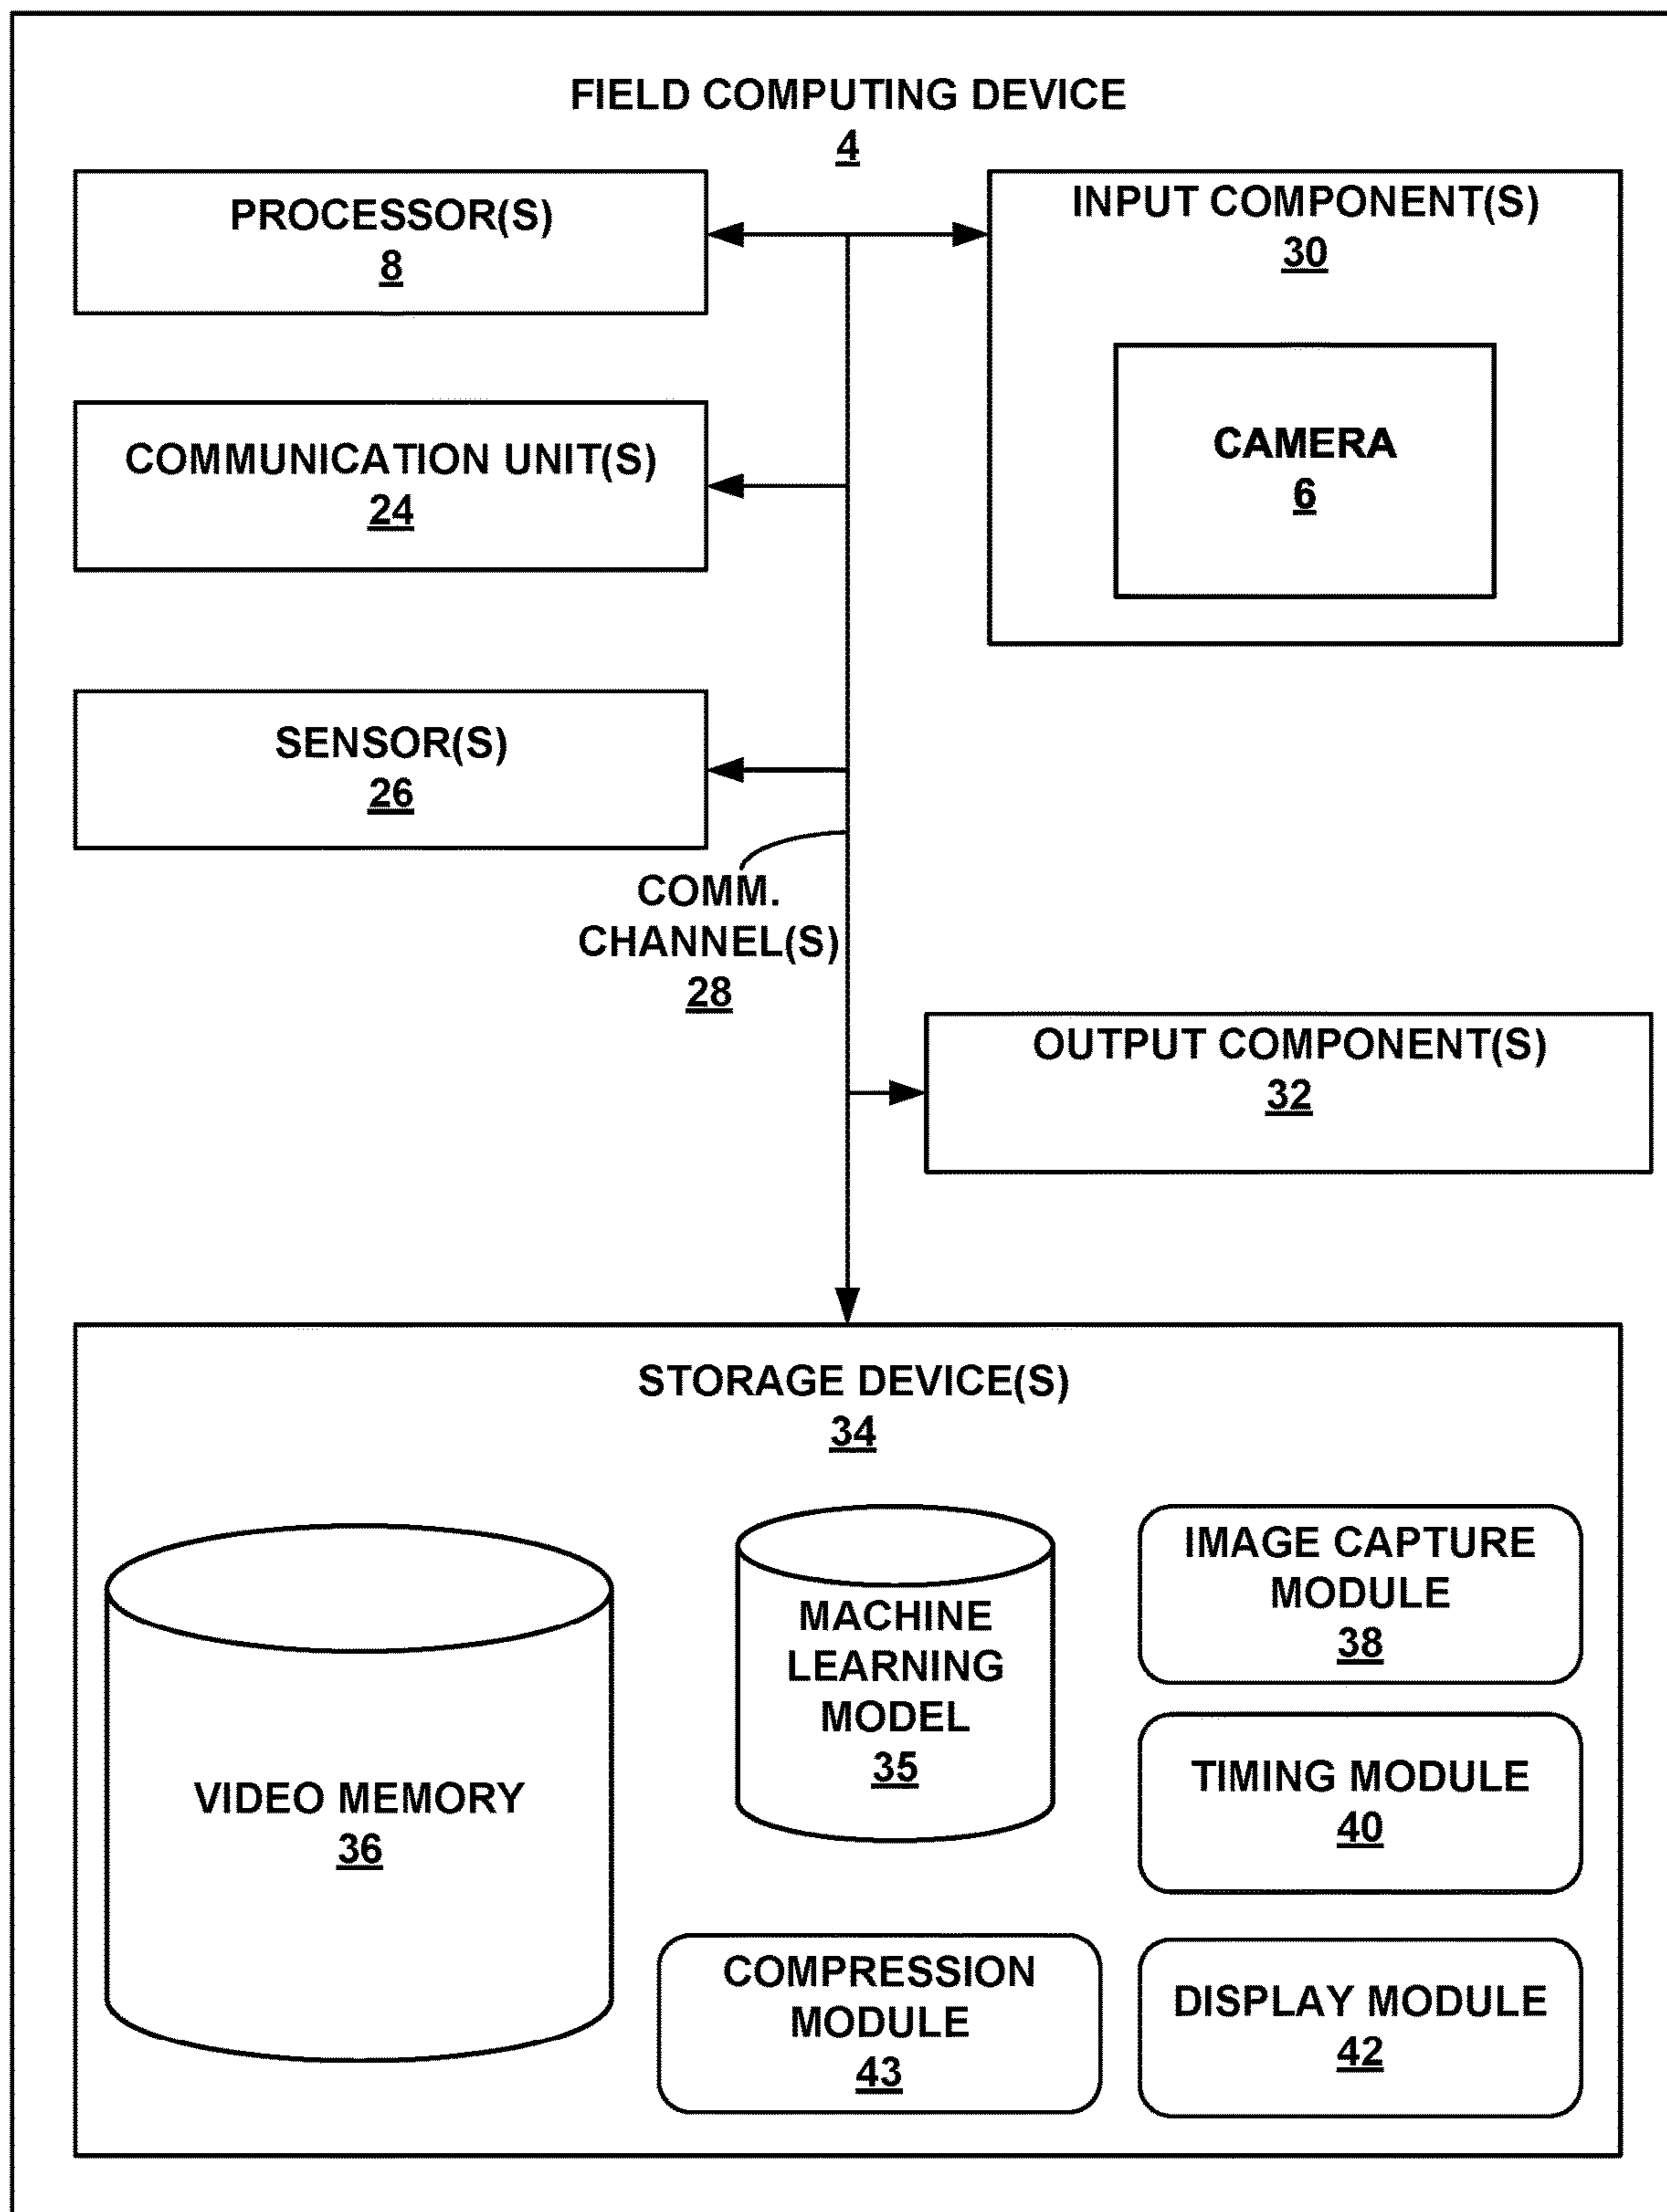 FIELD COMPUTING DEVICE
4
PROCESSOR(S)
8
INPUT COMPONENT(S)
30
CAMERA
6
COMMUNICATION UNIT(S)
24
SENSOR(S)
26
COMM.
CHANNEL(S)
28
OUTPUT COMPONENT(S)
32
STORAGE DEVICE(S)
34
VIDEO MEMORY
36
MACHINE
LEARNING
MODEL
35
IMAGE CAPTURE
MODULE
38
TIMING MODULE
40
COMPRESSION
MODULE
43
DISPLAY MODULE
42